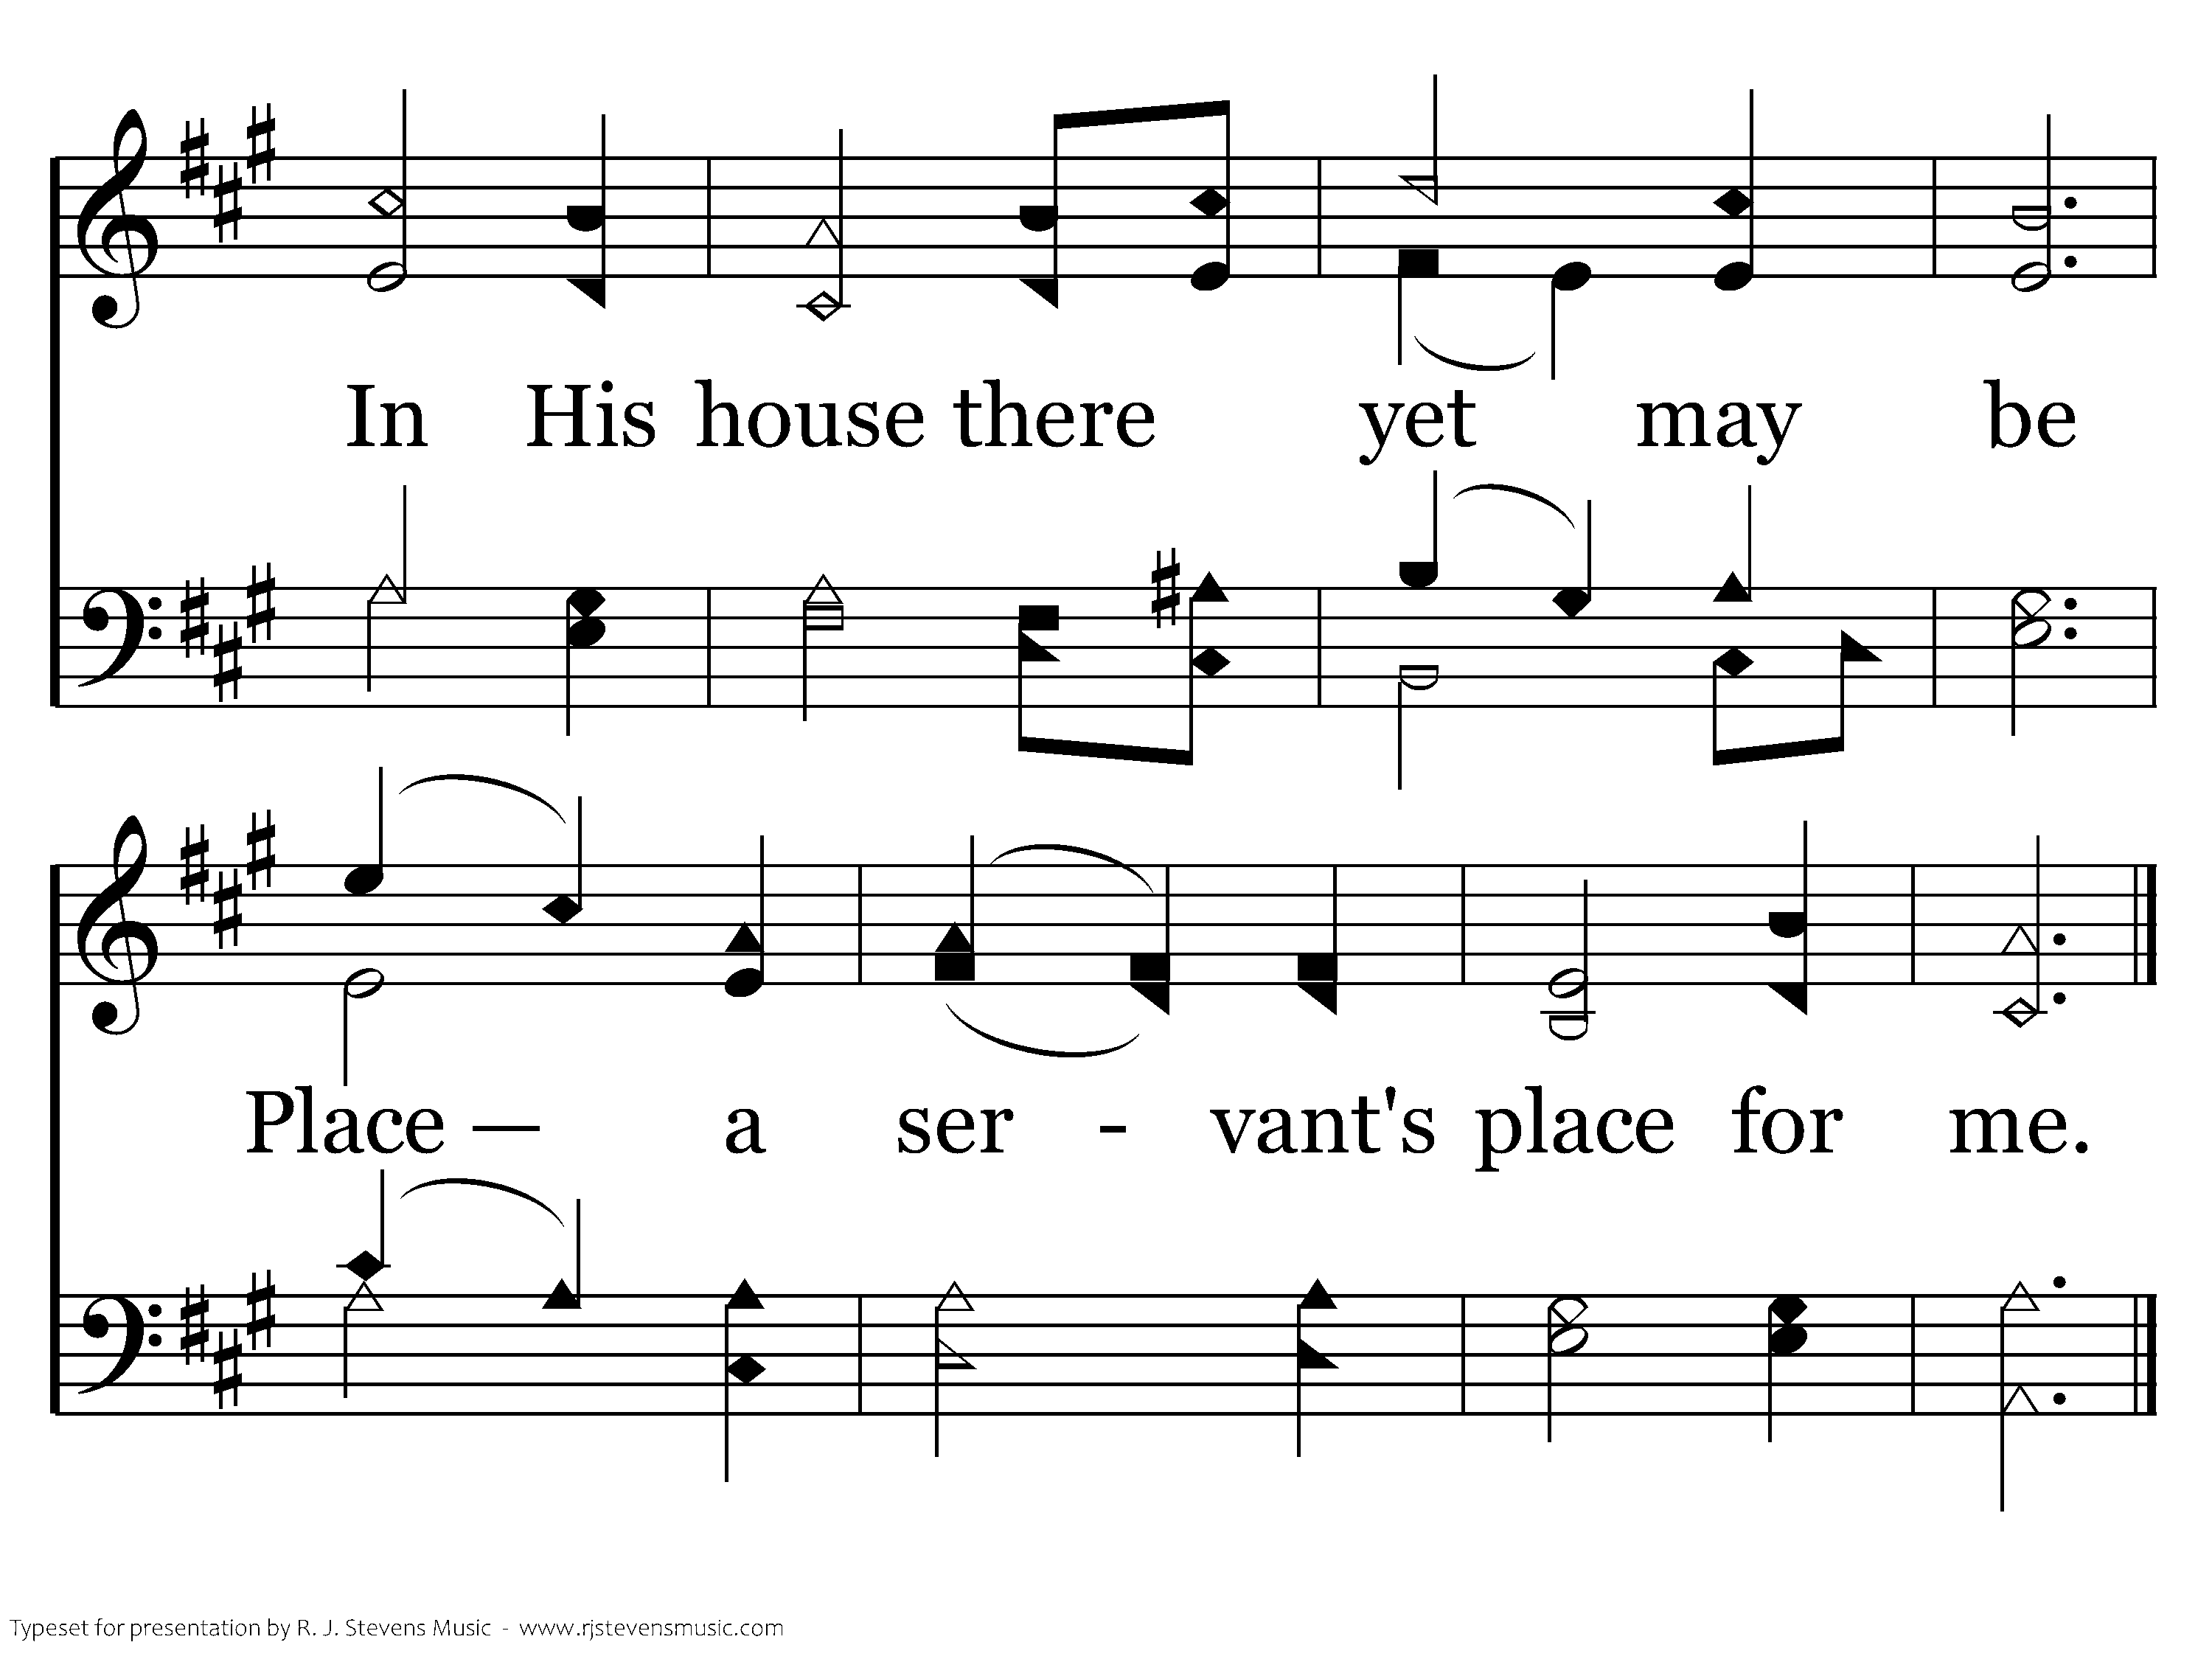 In His house there yet may be
Place — a ser - vant's place for me.
Typeset for presentation by R. J. Stevens Music - www.rjstevensmusic.com